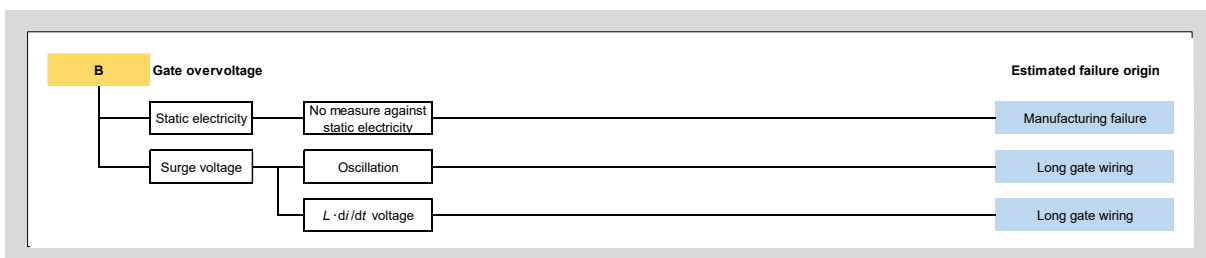 B
Gate overvoltage
Estimated failure origin
Static electricity
No measure against
static electricity
Manufacturing failure
Surge voltage
Oscillation
Long gate wiring
L·di/dt voltage
Long gate wiring